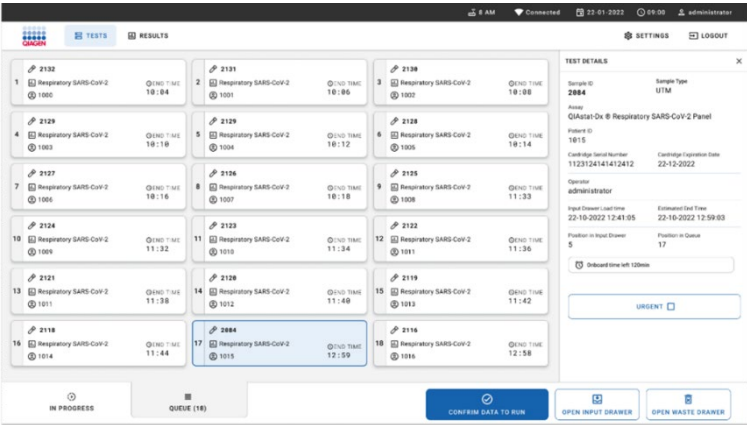 8 AM Connected 22-01-2022 09:00 administrator
QIAGEN TESTS RESULTS SETTINGS LOGOUT
1 2132 Respiratory SARS-CoV-2 1000 END TIME 10:04
2 2131 Respiratory SARS-CoV-2 1001 END TIME 10:06
3 2130 Respiratory SARS-CoV-2 1002 END TIME 10:08
4 2129 Respiratory SARS-CoV-2 1003 END TIME 10:10
5 2129 Respiratory SARS-CoV-2 1004 END TIME 10:12
6 2128 Respiratory SARS-CoV-2 1005 END TIME 10:14
7 2127 Respiratory SARS-CoV-2 1006 END TIME 10:16
8 2126 Respiratory SARS-CoV-2 1007 END TIME 10:18
9 2125 Respiratory SARS-CoV-2 1008 END TIME 11:33
10 2124 Respiratory SARS-CoV-2 1009 END TIME 11:32
11 2123 Respiratory SARS-CoV-2 1010 END TIME 11:34
12 2122 Respiratory SARS-CoV-2 1011 END TIME 11:36
13 2121 Respiratory SARS-CoV-2 1011 END TIME 11:38
14 2120 Respiratory SARS-CoV-2 1012 END TIME 11:40
15 2119 Respiratory SARS-CoV-2 1013 END TIME 11:42
16 2118 Respiratory SARS-CoV-2 1014 END TIME 11:44
17 2084 Respiratory SARS-CoV-2 1015 END TIME 12:59
18 2116 Respiratory SARS-CoV-2 1016 END TIME 12:58
TEST DETAILS
Sample ID Sample Type
2084 UTM
Assay
QIAstat-Dx ® Respiratory SARS-CoV-2 Panel
Patient ID
1015
Cartridge Serial Number Cartridge Expiration Date
1123124141412412 22-12-2022
Operator
administrator
Input Drawer Load time Estimated End Time
22-10-2022 12:41:05 22-10-2022 12:59:03
Position in Input Drawer Position in Queue
5 17
Onboard time left 120min
URGENT
IN PROGRESS QUEUE (18) CONFRIM DATA TO RUN OPEN INPUT DRAWER OPEN WASTE DRAWER